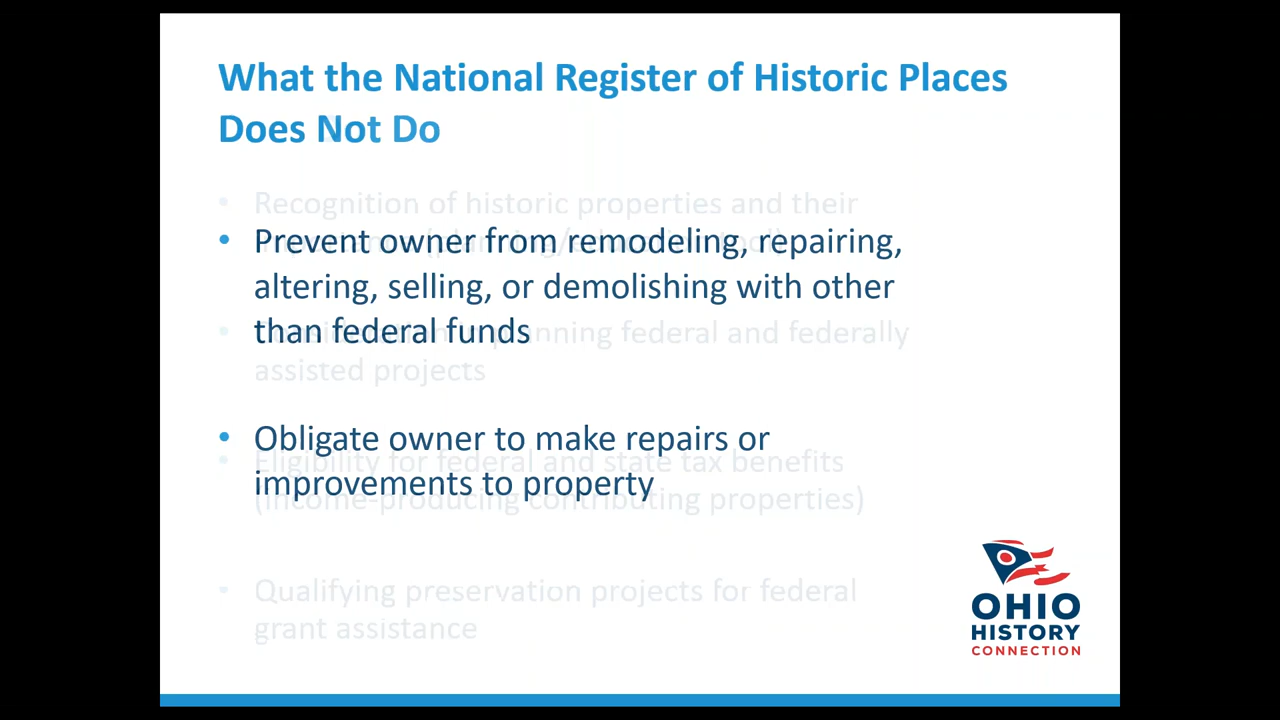 What the National Register of Historic Places
Does Not Do
• Recognition of historic properties and their
• Prevent owner from remodeling, repairing,
altering, selling, or demolishing with other
than federal funds
planning federal and federally
assisted projects
• Obligate owner to make repairs or
• Eligibility for federal and state tax benefits
improvements to property
(income-producing contributing properties)
• Qualifying preservation projects for federal
grant assistance
OHIO
HISTORY
CONNECTION